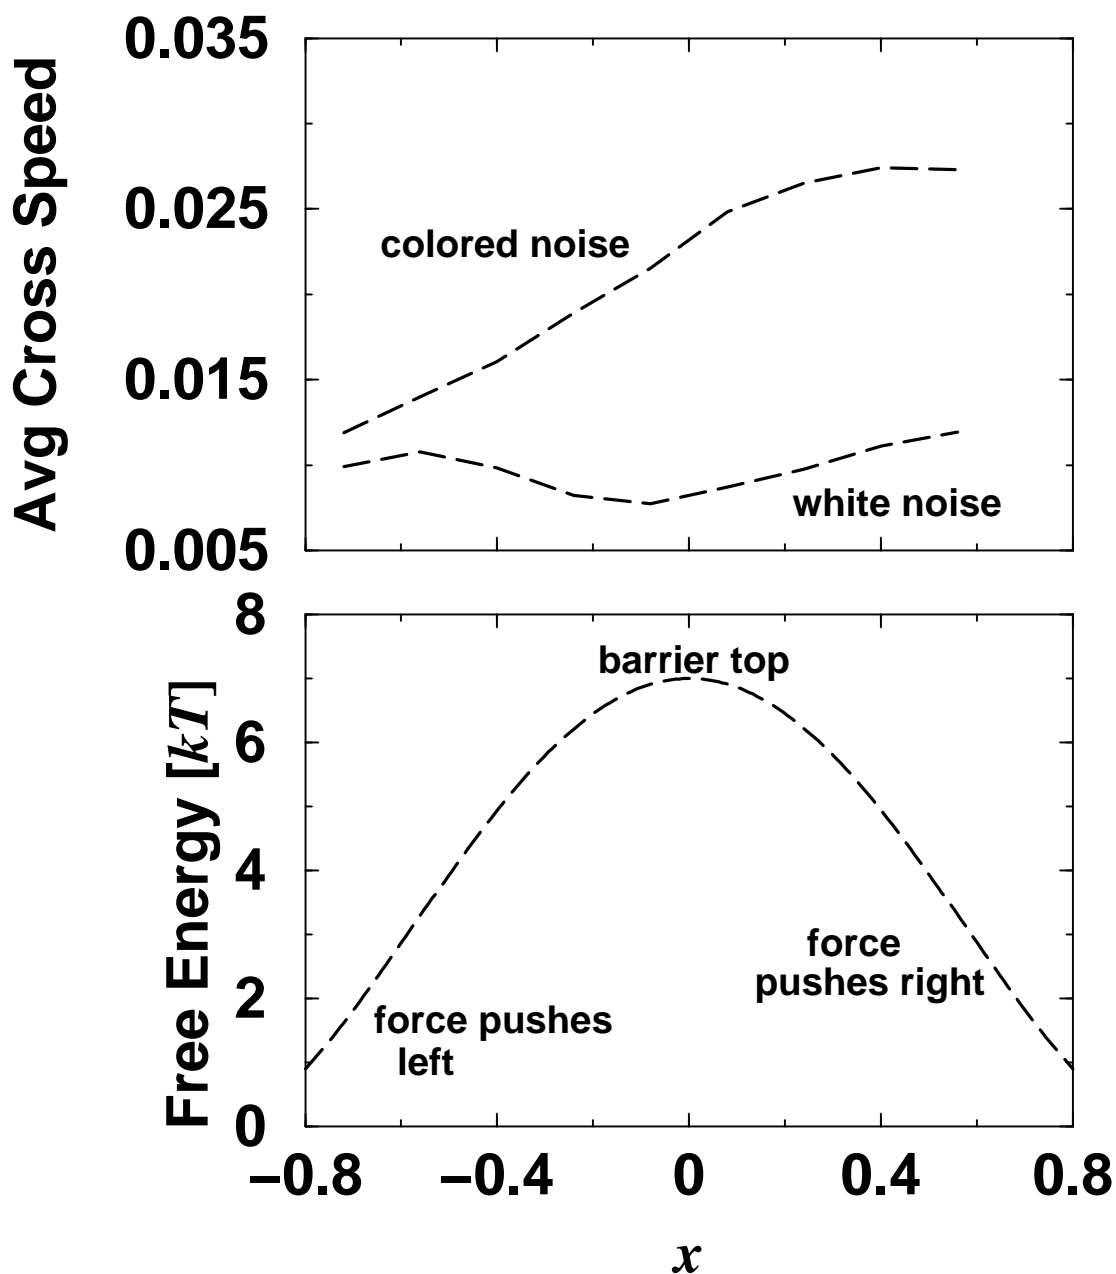 Avg Cross Speed
0.035
0.025
0.015
0.005
colored noise
white noise
Free Energy [kT]
8
6
4
2
0
barrier top
force
pushes right
force pushes
left
−0.8
−0.4
0
0.4
0.8
x